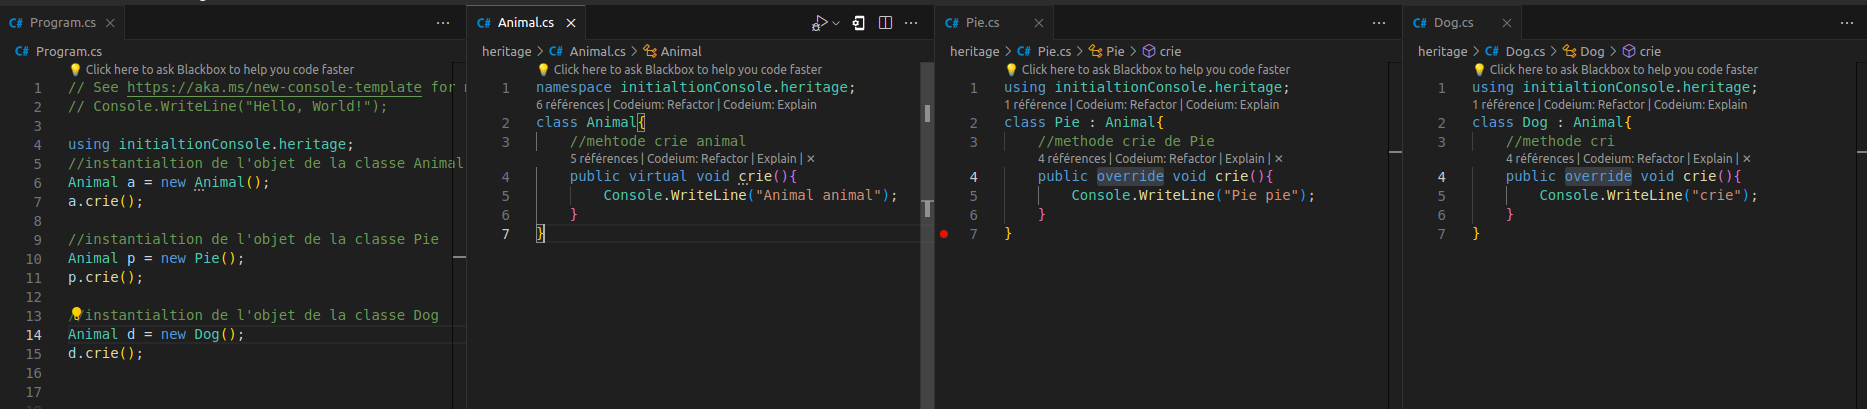 C# Program.cs ×
C# Program.cs
Click here to ask Blackbox to help you code faster
1 // See https://aka.ms/new-console-template for
2 // Console.WriteLine("Hello, World!");
3
4 using initialtionConsole.heritage;
5 //instantialtion de l'objet de la classe Animal
6 Animal a = new Animal();
7 a.crie();
8
9 //instantialtion de l'objet de la classe Pie
10 Animal p = new Pie();
11 p.crie();
12
13 //instantialtion de l'objet de la classe Dog
14 Animal d = new Dog();
15 d.crie();
16
17
C# Animal.cs ×
heritage > C# Animal.cs > Animal
Click here to ask Blackbox to help you code faster
1 namespace initialtionConsole.heritage;
6 références | Codeium: Refactor | Codeium: Explain
2 class Animal{
3 //mehtode crie animal
5 références | Codeium: Refactor | Explain | ×
4 public virtual void crie(){
5 Console.WriteLine("Animal animal");
6 }
7 }
C# Pie.cs ×
heritage > C# Pie.cs > Pie > crie
Click here to ask Blackbox to help you code faster
1 using initialtionConsole.heritage;
1 référence | Codeium: Refactor | Codeium: Explain
2 class Pie : Animal{
3 //methode crie de Pie
4 références | Codeium: Refactor | Explain | ×
4 public override void crie(){
5 Console.WriteLine("Pie pie");
6 }
7 }
C# Dog.cs ×
heritage > C# Dog.cs > Dog > crie
Click here to ask Blackbox to help you code faster
1 using initialtionConsole.heritage;
1 référence | Codeium: Refactor | Codeium: Explain
2 class Dog : Animal{
3 //methode cri
4 références | Codeium: Refactor | Explain | ×
4 public override void crie(){
5 Console.WriteLine("crie");
6 }
7 }